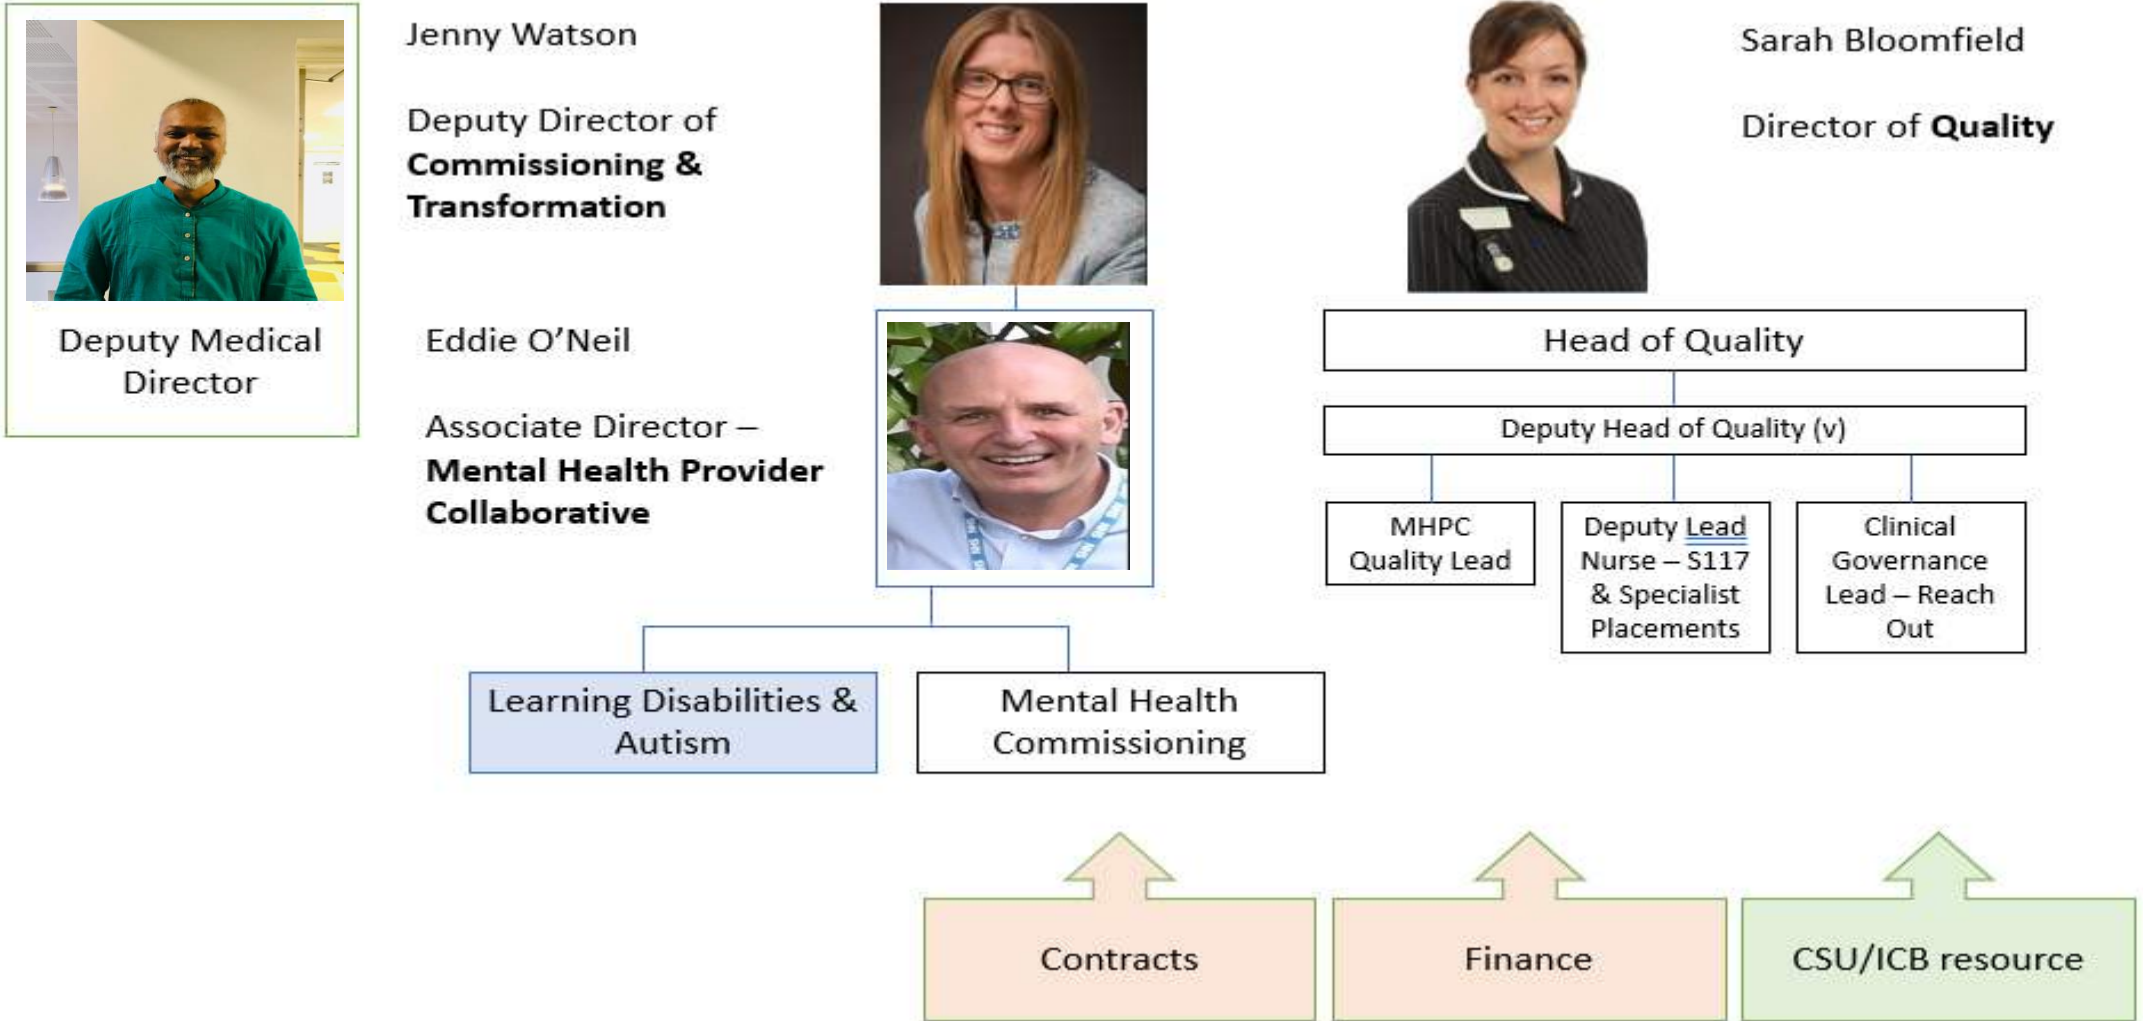 Jenny Watson
Deputy Director of
Commissioning &
Transformation
Sarah Bloomfield
Director of Quality
Deputy Medical
Director
Eddie O’Neil
Associate Director –
Mental Health Provider
Collaborative
Head of Quality
Deputy Head of Quality (v)
MHPC
Quality Lead
Deputy Lead
Nurse – S117
& Specialist
Placements
Clinical
Governance
Lead – Reach
Out
Learning Disabilities &
Autism
Mental Health
Commissioning
Contracts
Finance
CSU/ICB resource